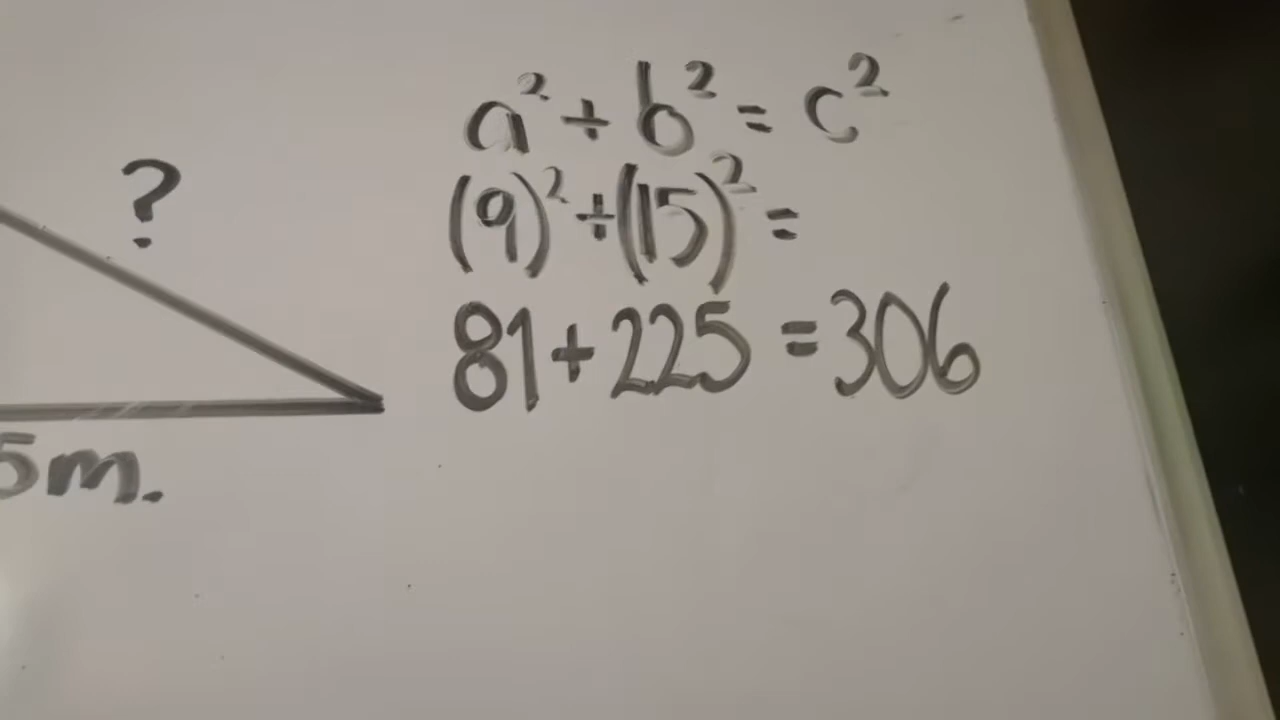 a² ÷ b² = c²
?
(9)² ÷ (15)² =
81 + 225 = 306
5m.